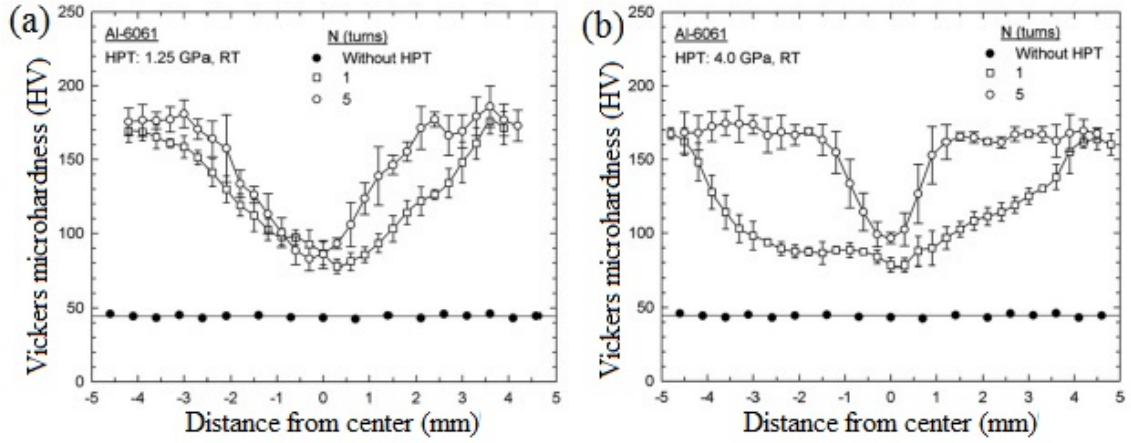 (a)
Al-6061
HPT: 1.25 GPa, RT
N (turns)
Without HPT
1
5
Vickers microhardness (HV)
250
200
150
100
50
0
-5 -4 -3 -2 -1 0 1 2 3 4 5
Distance from center (mm)
(b)
Al-6061
HPT: 4.0 GPa, RT
N (turns)
Without HPT
1
5
Vickers microhardness (HV)
250
200
150
100
50
0
-5 -4 -3 -2 -1 0 1 2 3 4 5
Distance from center (mm)